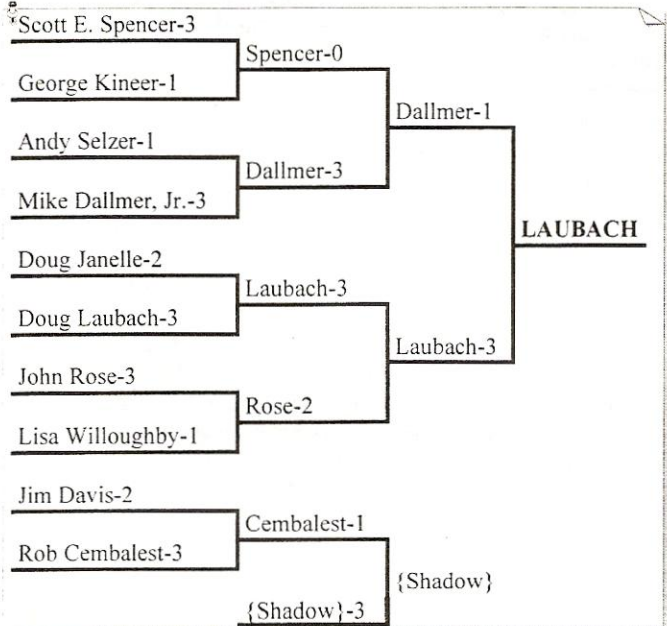 Scott E. Spencer-3
Spencer-0
George Kineer-1
Dallmer-1
Andy Selzer-1
Dallmer-3
Mike Dallmer, Jr.-3
LAUBACH
Doug Janelle-2
Laubach-3
Doug Laubach-3
Laubach-3
John Rose-3
Rose-2
Lisa Willoughby-1
Jim Davis-2
Cembalest-1
Rob Cembalest-3
{Shadow}
{Shadow}-3